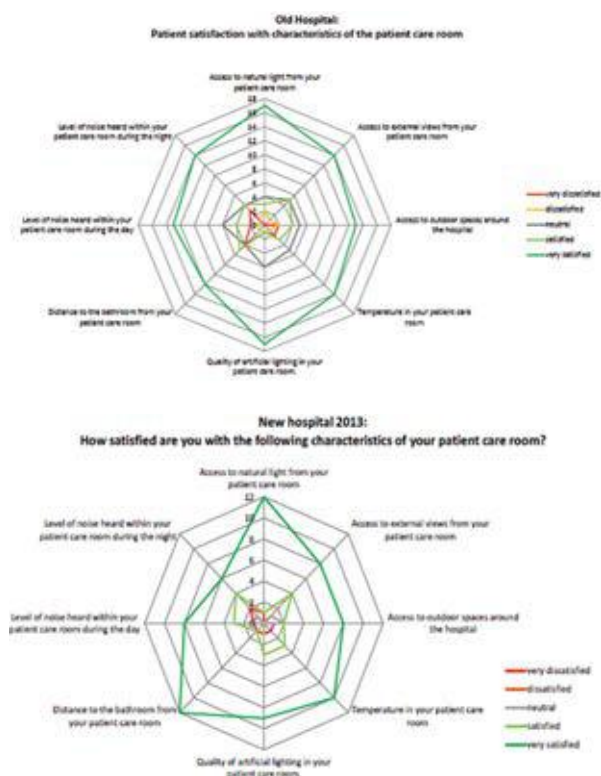 Old Hospital:
Patient satisfaction with characteristics of the patient care room
Access to natural light from your
patient care room
Level of noise heard within your
patient care room during the night
Access to external views from your
patient care room
18
16
14
12
10
8
6
4
Level of noise heard within your
patient care room during the day
Access to outdoor spaces around
the hospital
very dissatisfied
dissatisfied
neutral
satisfied
very satisfied
Distance to the bathroom from your
patient care room
Temperature in your patient care
room
Quality of artificial lighting in your
patient care room.
New hospital 2013:
How satisfied are you with the following characteristics of your patient care room?
Access to natural light from your
patient care room
Level of noise heard within your
patient care room during the night
Access to external views from your
patient care room
12
10
8
6
4
2
Level of noise heard within your
patient care room during the day
Access to outdoor spaces around
the hospital
very dissatisfied
dissatisfied
neutral
satisfied
very satisfied
Distance to the bathroom from
your patient care room
Temperature in your patient care
room
Quality of artificial lighting in your
patient care room